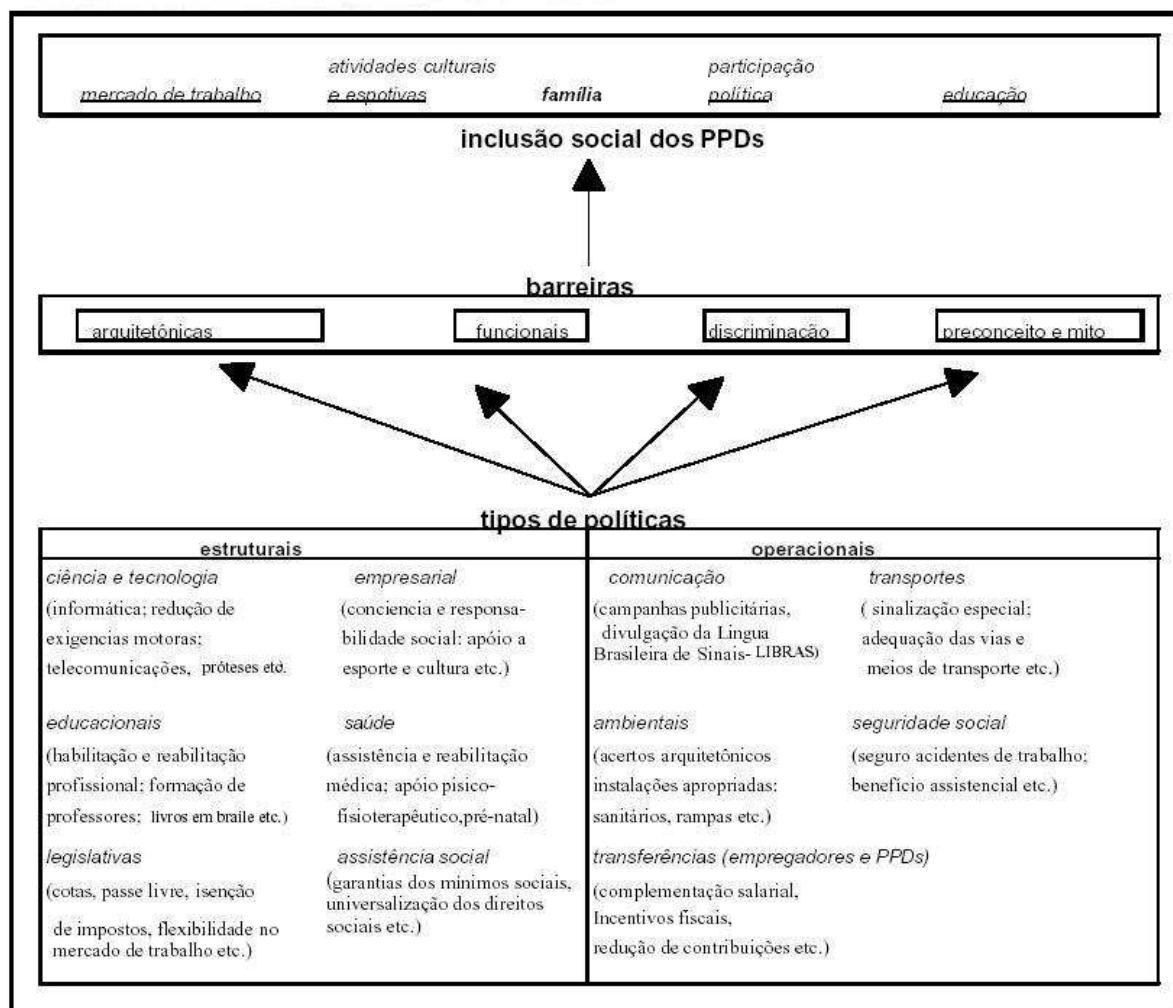 atividades culturais participação
mercado de trabalho e espotivas família política educação
inclusão social dos PPDs
barreiras
arquitetônicas funcionais discriminação preconceito e mito
tipos de políticas
estruturais
ciência e tecnologia
(informática; redução de
exigencias motoras;
telecomunicações, próteses etc.
empresarial
(conciencia e responsa-
bilidade social: apóio a
esporte e cultura etc.)
educacionais
(habilitação e reabilitação
profissional; formação de
professores; livros em braile etc.)
saúde
(assistência e reabilitação
médica; apóio psico-
fisioterapêutico,pré-natal)
legislativas
(cotas, passe livre, isenção
de impostos, flexibilidade no
mercado de trabalho etc.)
assistência social
(garantias dos mínimos sociais,
universalização dos direitos
sociais etc.)
operacionais
comunicação
(campanhas publicitárias,
divulgação da Lingua
Brasileira de Sinais- LIBRAS)
transportes
( sinalização especial;
adequação das vias e
meios de transporte etc.)
ambientais
(acertos arquitetônicos
instalações apropriadas:
sanitários, rampas etc.)
seguridade social
(seguro acidentes de trabalho;
benefício assistencial etc.)
transferências (empregadores e PPDs)
(complementação salarial,
Incentivos fiscais,
redução de contribuições etc.)